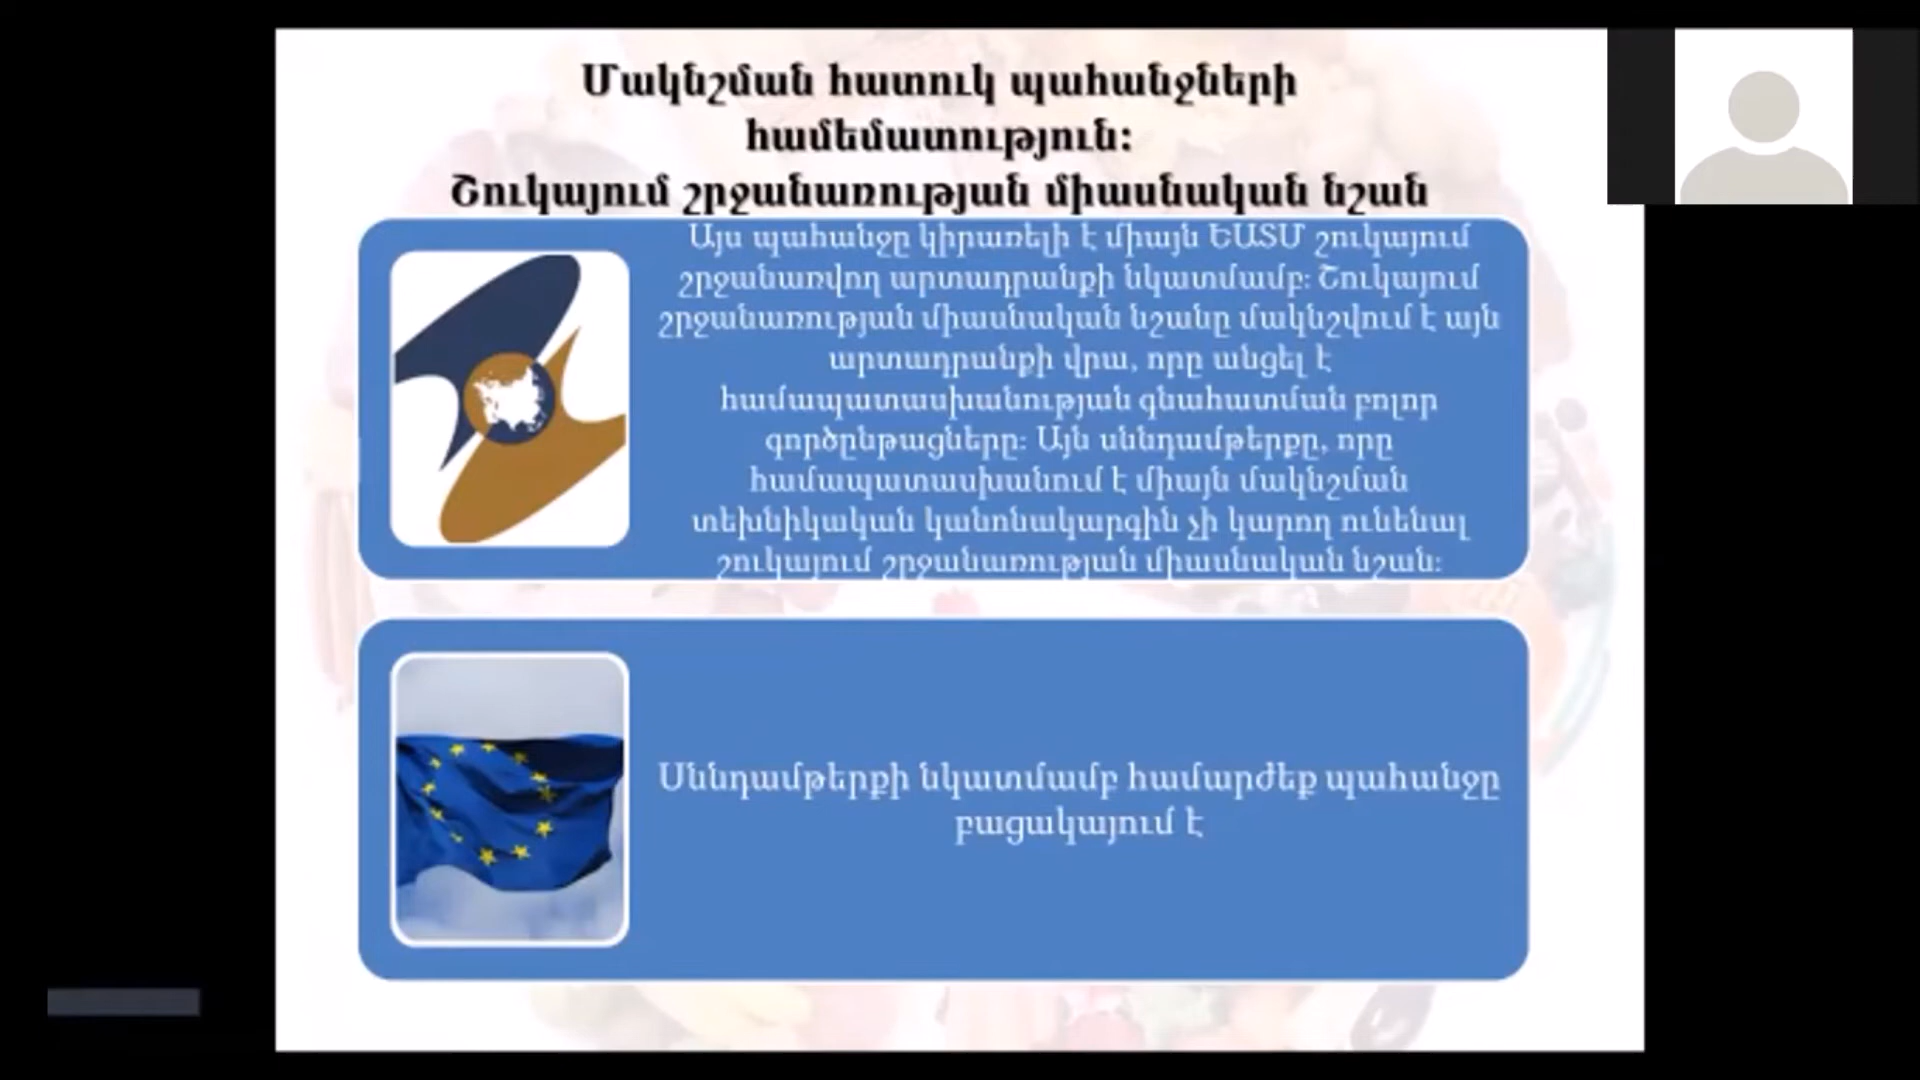 Մակնշման հատուկ պահանջների
համեմատություն:
Շուկայում շրջանառության միասնական նշան
Այս պահանջը կիրառելի է միայն ԵԱՏՄ շուկայում
շրջանառվող արտադրանքի նկատմամբ: Շուկայում
շրջանառության միասնական նշանը մակնշվում է այն
արտադրանքի վրա, որը անցել է
համապատասխանության գնահատման բոլոր
գործընթացները: Այն սննդամթերքը, որը
համապատասխանում է միայն մակնշման
տեխնիկական կանոնակարգին չի կարող ունենալ
շուկայում շրջանառության միասնական նշան:
Սննդամթերքի նկատմամբ համարժեք պահանջը
բացակայում է